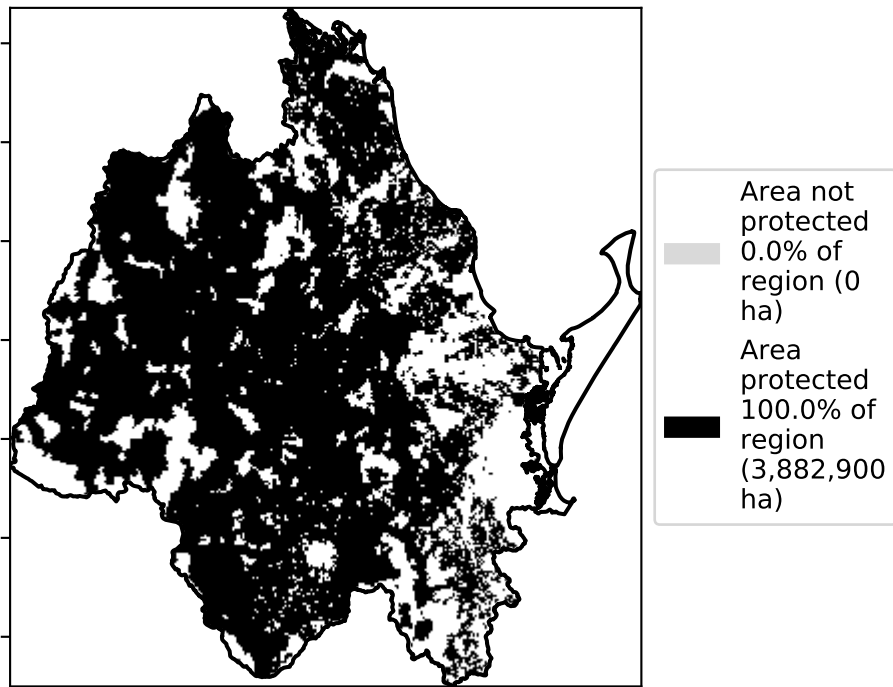 Area not
protected
0.0% of
region (0
ha)
Area
protected
100.0% of
region
(3,882,900
ha)